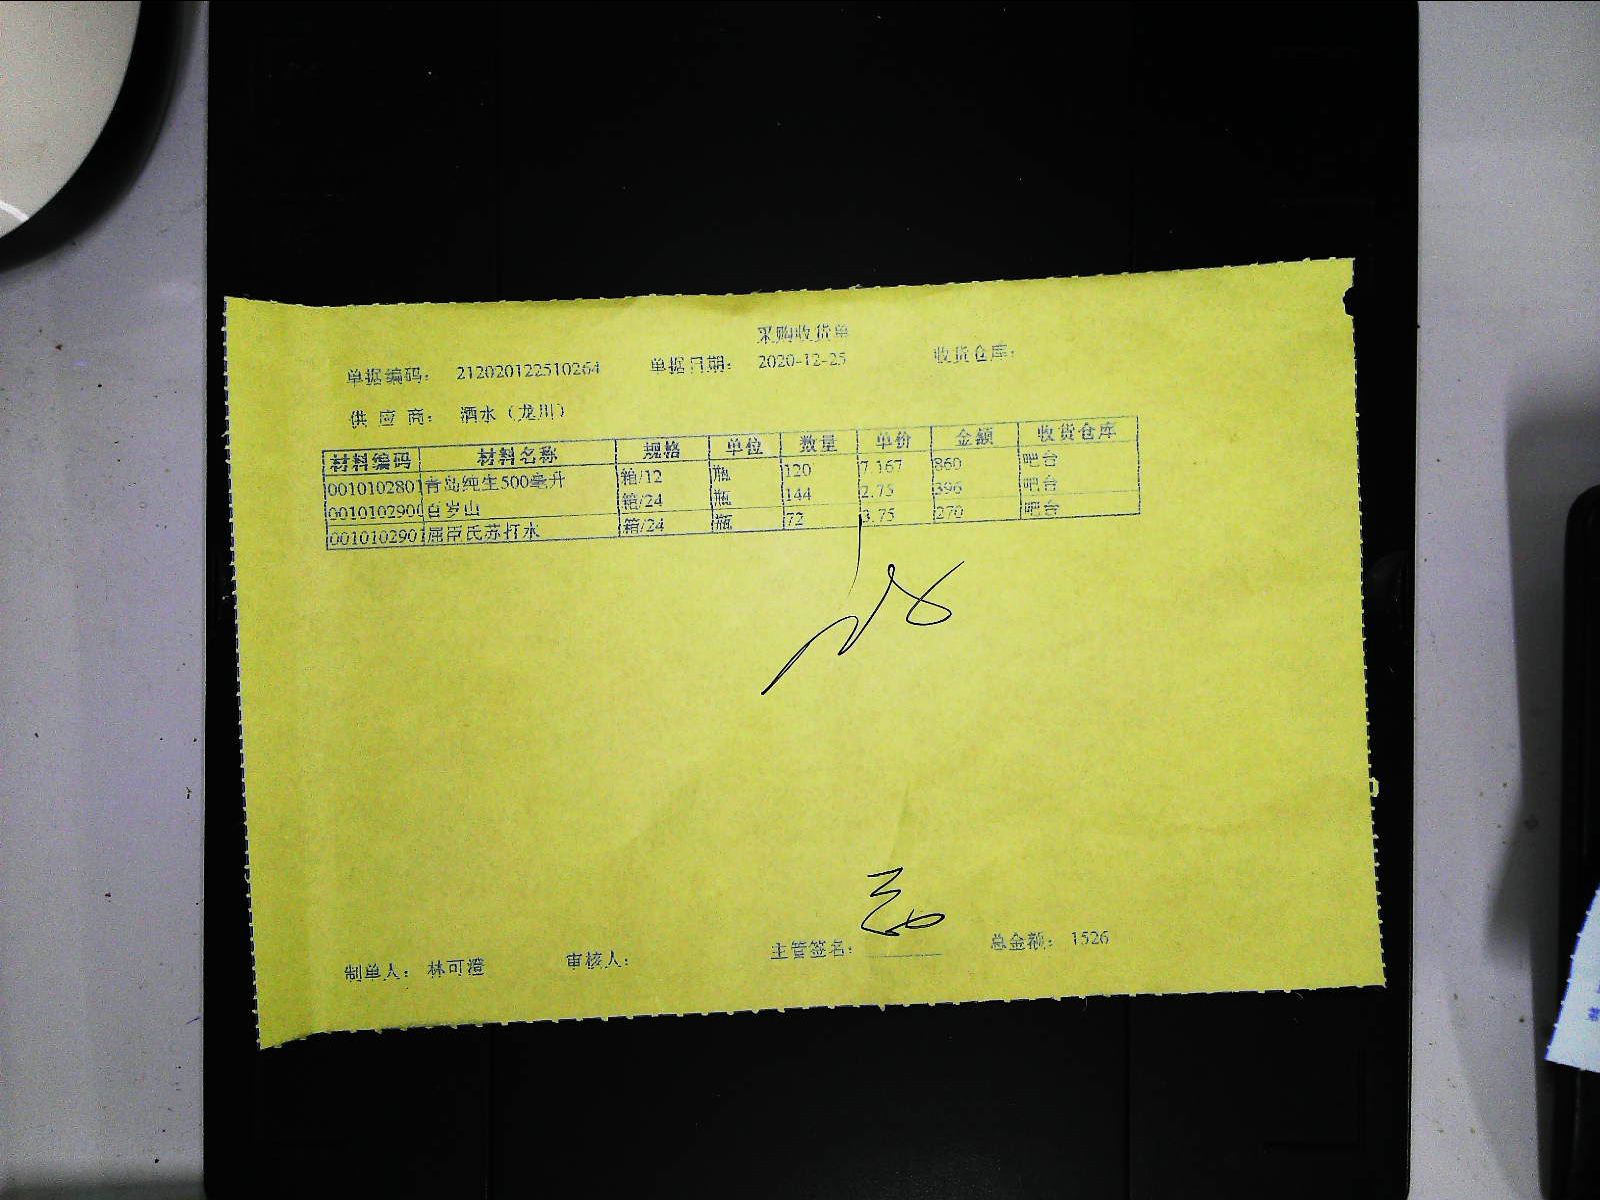 采购收货单
单据编码： 212020122510264 单据日期： 2020-12-25 收货仓库：
供应商： 酒水（龙川）
材料编码 材料名称 规格 单位 数量 单价 金额 收货仓库
0010102801 青岛纯生500毫升 箱/12 瓶 120 7.167 860 吧台
001010290 百岁山 箱/24 瓶 144 2.75 396 吧台
0010102901 屈臣氏苏打水 箱/24 瓶 72 3.75 270 吧台
制单人： 林可澄 审核人： 主管签名： 总金额： 1526